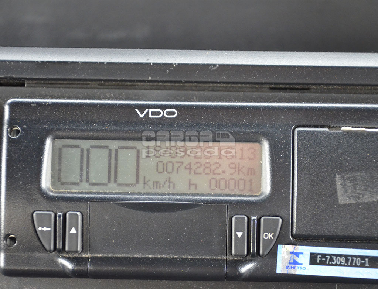 VDO
000
0074282.9km
km/h h 00001
OK
F-7.309.770-1